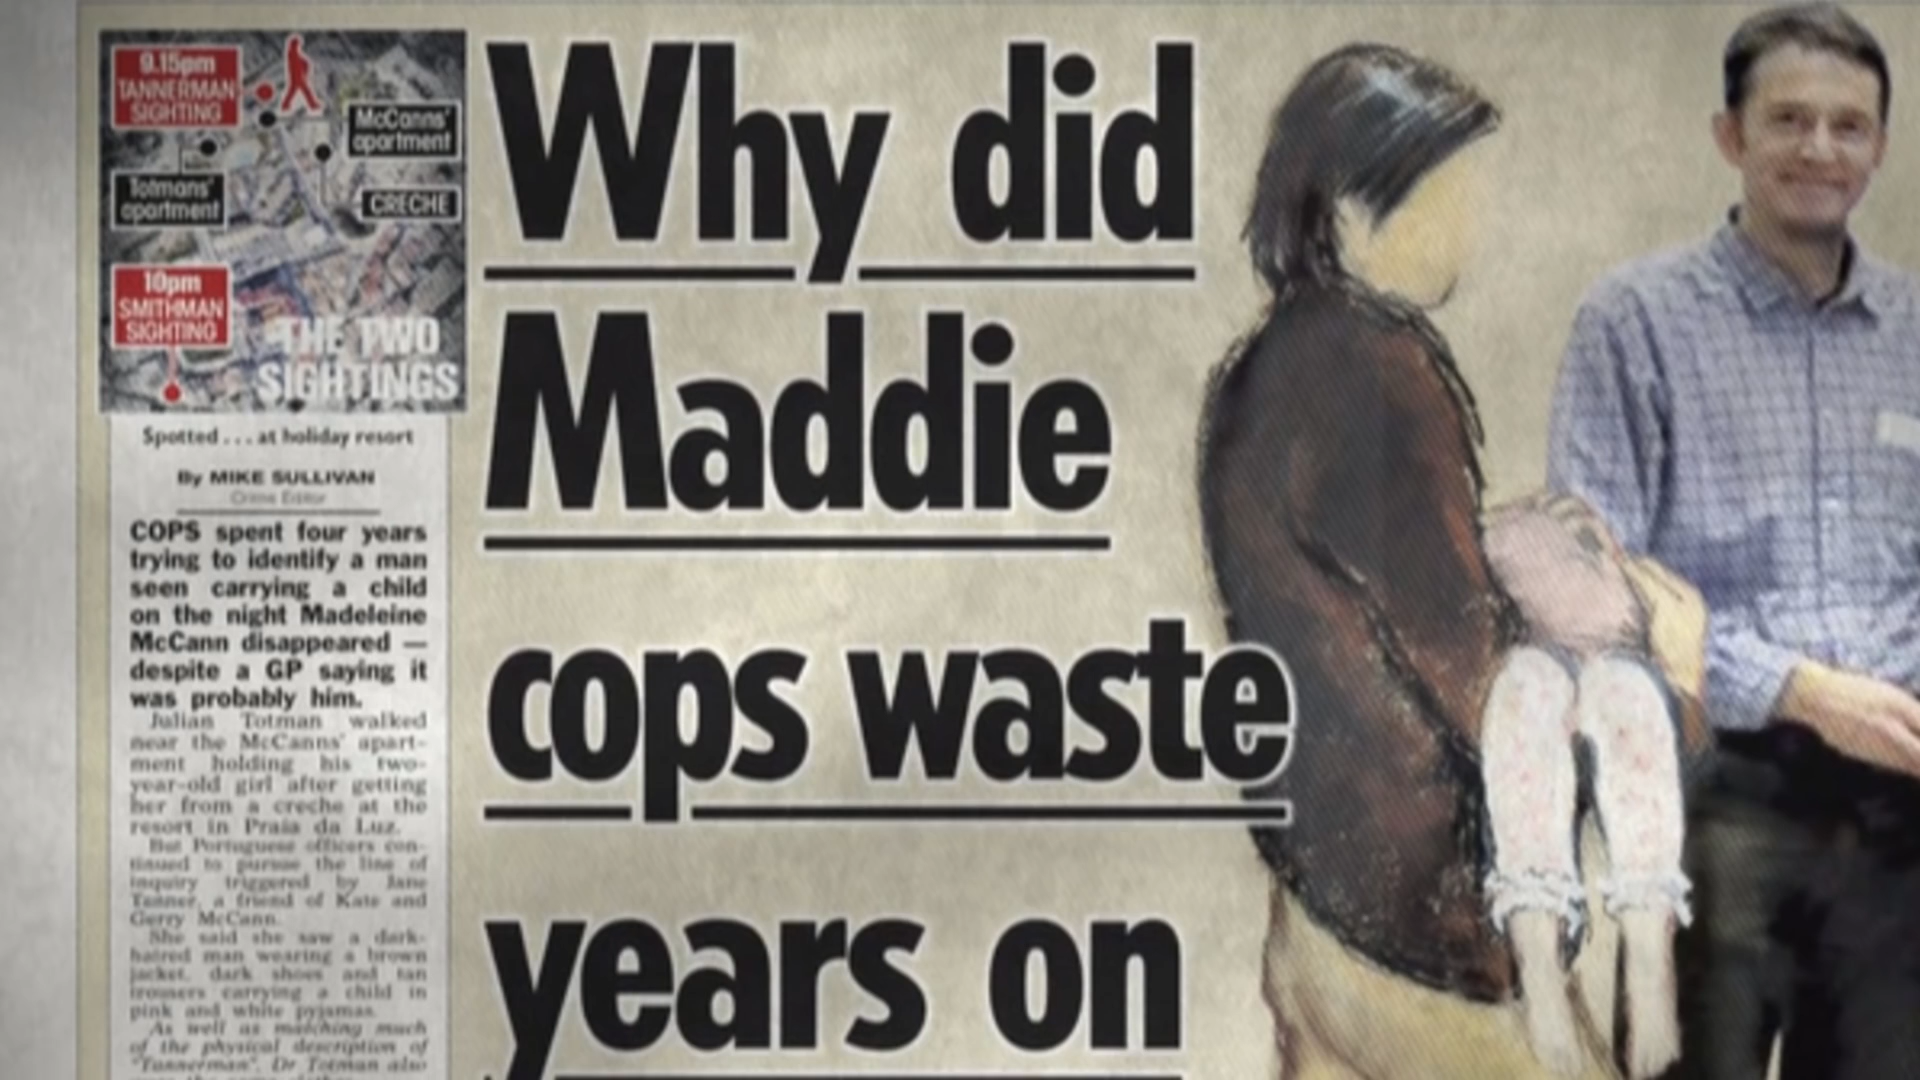 9.15pm
TANNERMAN
SIGHTING
McCanns'
apartment
Totmans'
apartment
CRECHE
10pm
SMITHMAN
SIGHTING
THE TWO
SIGHTINGS
Spotted . . . at holiday resort
By MIKE SULLIVAN
Crime Editor
COPS spent four years
trying to identify a man
seen carrying a child
on the night Madeleine
McCann disappeared —
despite a GP saying it
was probably him.
Julian Totman walked
near the McCanns' apart-
ment holding his two-
year-old girl after getting
her from a creche at the
resort in Praia da Luz.
But Portuguese officers con-
tinued to pursue the line of
inquiry triggered by Jane
Tanner, a friend of Kate and
Gerry McCann.
She said she saw a dark-
haired man wearing a brown
jacket, dark shoes and tan
trousers carrying a child in
pink and white pyjamas.
As well as matching much
of the physical description of
"Tannerman", Dr Totman also
Why did
Maddie
cops waste
years on